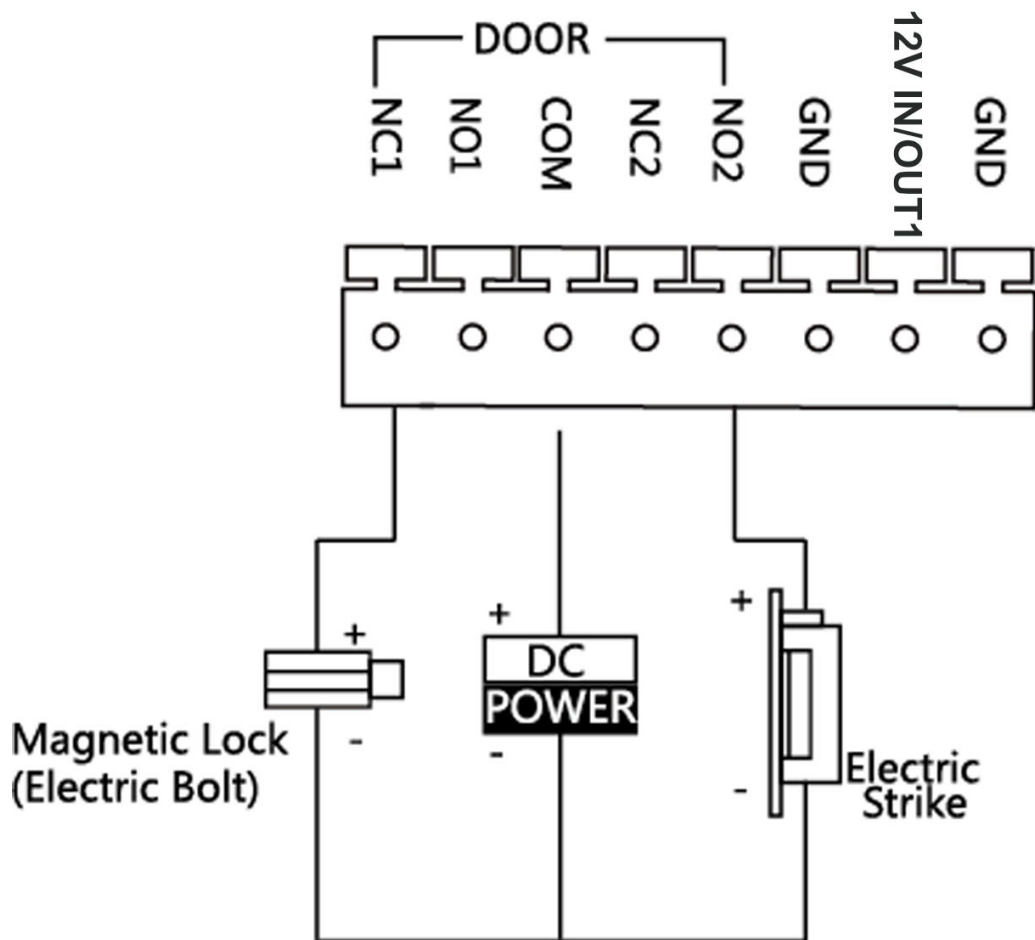 DOOR
NC1
NO1
COM
NC2
NO2
GND
12V IN/OUT1
GND
+
-
Magnetic Lock
(Electric Bolt)
+
DC
POWER
-
+
-
Electric
Strike